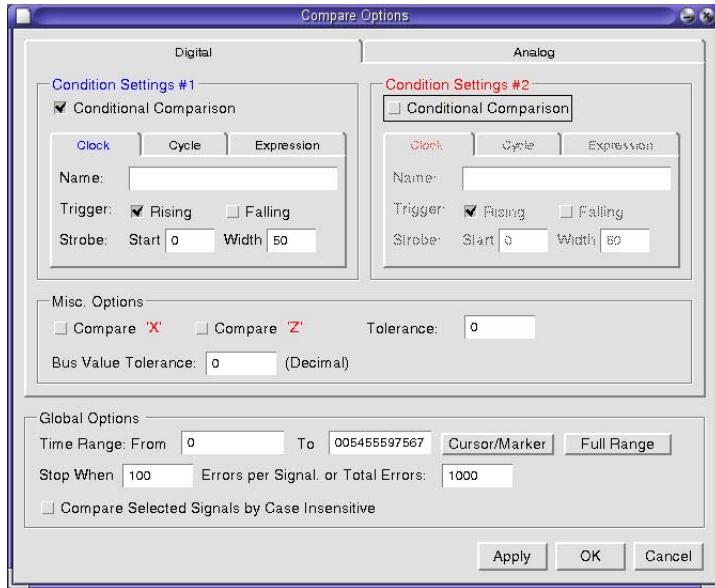 Compare Options
Digital Analog
Condition Settings #1
Conditional Comparison
Clock Cycle Expression
Name:
Trigger: Rising Falling
Strobe: Start 0 Width 50
Condition Settings #2
Conditional Comparison
Clock Cycle Expression
Name:
Trigger: Rising Falling
Strobe: Start 0 Width 50
Misc. Options
Compare 'X' Compare 'Z' Tolerance: 0
Bus Value Tolerance: 0 (Decimal)
Global Options
Time Range: From 0 To 005455597567 Cursor/Marker Full Range
Stop When 100 Errors per Signal. or Total Errors: 1000
Compare Selected Signals by Case Insensitive
Apply OK Cancel